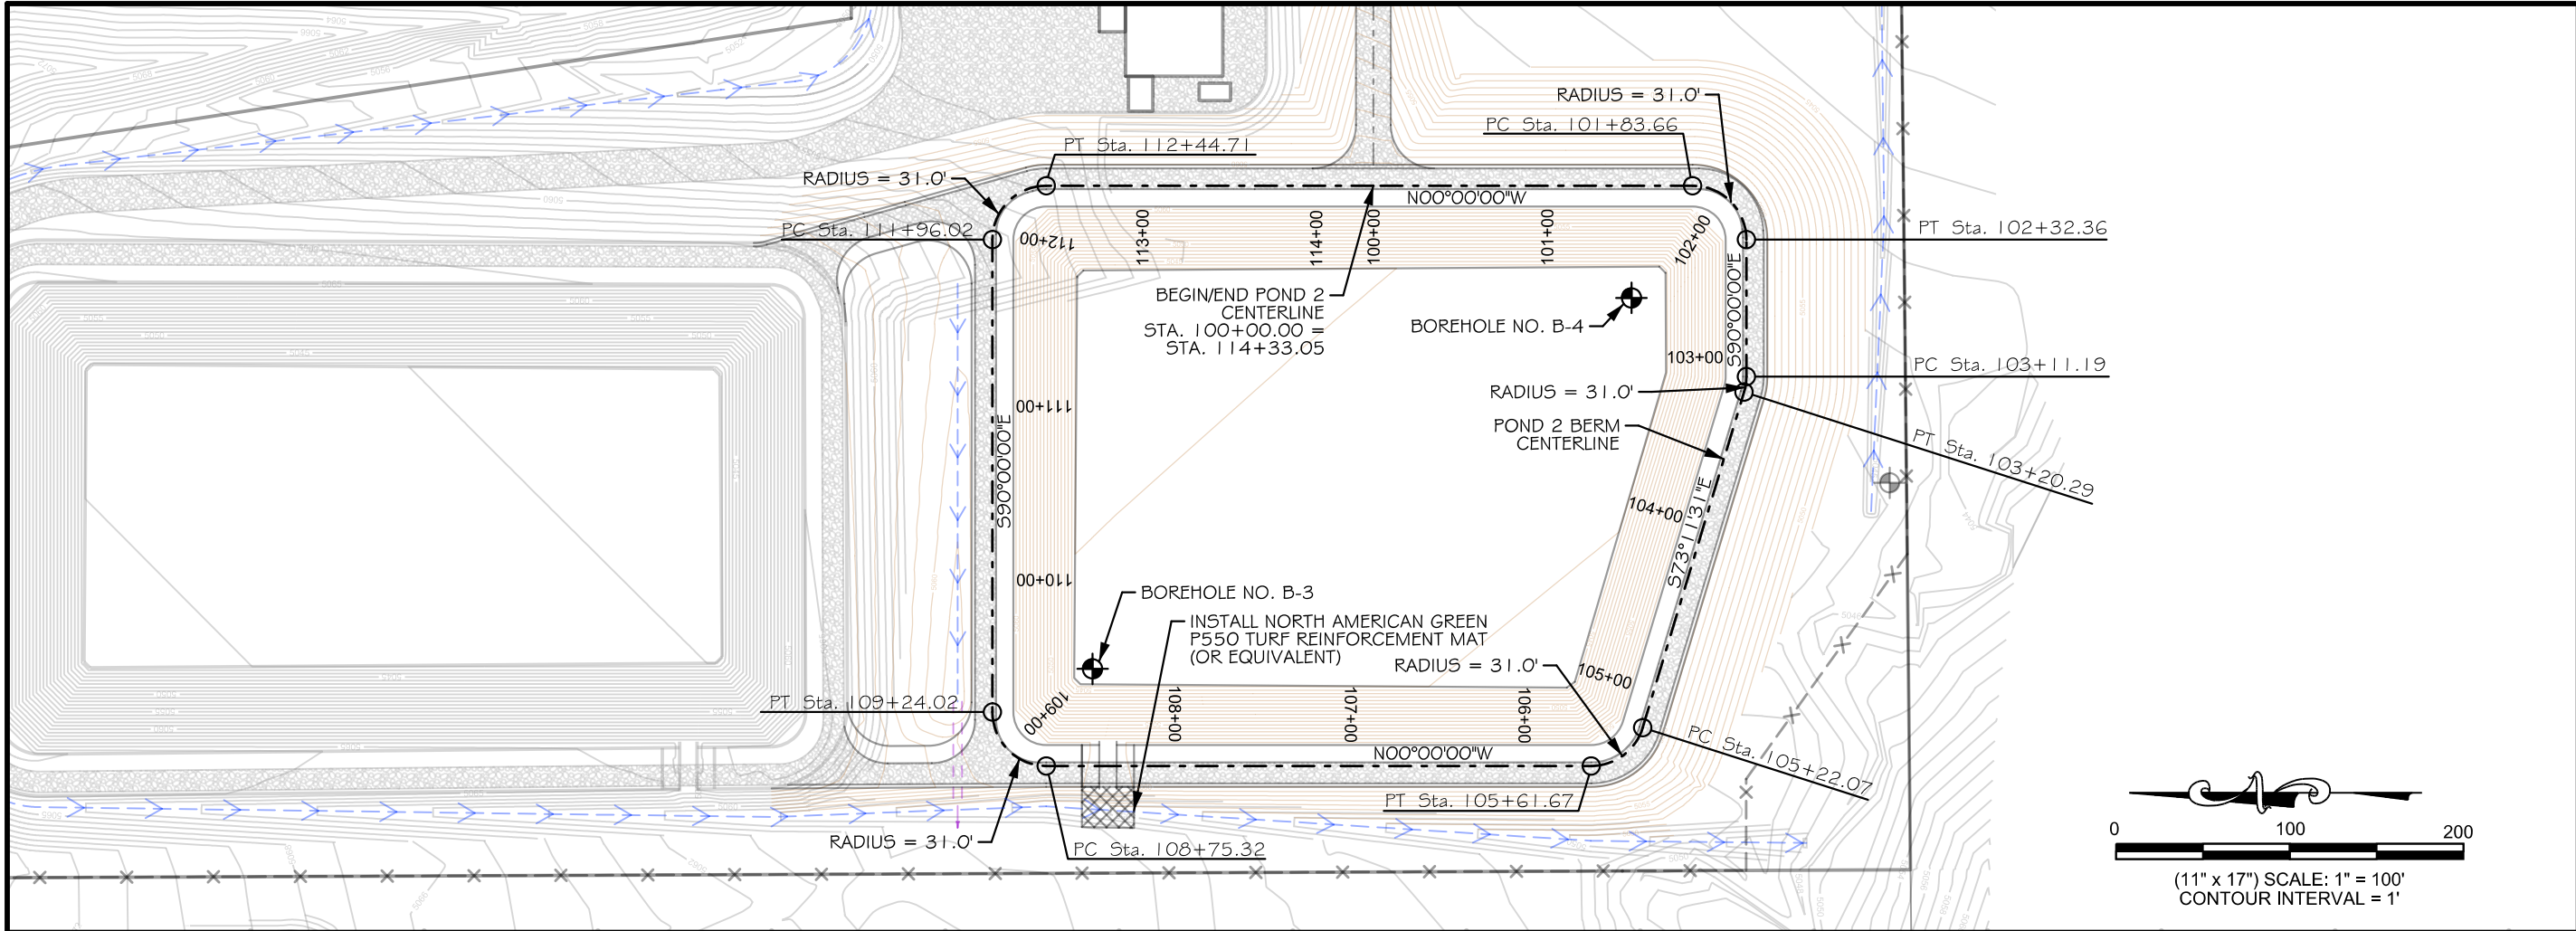 RADIUS = 31.0'
PC Sta. 101+83.66
PT Sta. 112+44.71
RADIUS = 31.0'
N00°00'00"W
PC Sta. 111+96.02
PT Sta. 102+32.36
112+00
113+00
114+00
100+00
101+00
102+00
S90°00'00"E
BEGIN/END POND 2
CENTERLINE
STA. 100+00.00 =
STA. 114+33.05
BOREHOLE NO. B-4
103+00
PC Sta. 103+11.19
RADIUS = 31.0'
PT Sta. 103+20.29
111+00
S90°00'00"E
POND 2 BERM
CENTERLINE
104+00
S73°11'31"E
110+00
BOREHOLE NO. B-3
INSTALL NORTH AMERICAN GREEN
P550 TURF REINFORCEMENT MAT
(OR EQUIVALENT)
RADIUS = 31.0'
105+00
PT Sta. 109+24.02
109+00
108+00
107+00
106+00
N00°00'00"W
PC Sta. 105+22.07
PT Sta. 105+61.67
RADIUS = 31.0'
PC Sta. 108+75.32
0 100 200
(11" x 17") SCALE: 1" = 100'
CONTOUR INTERVAL = 1'